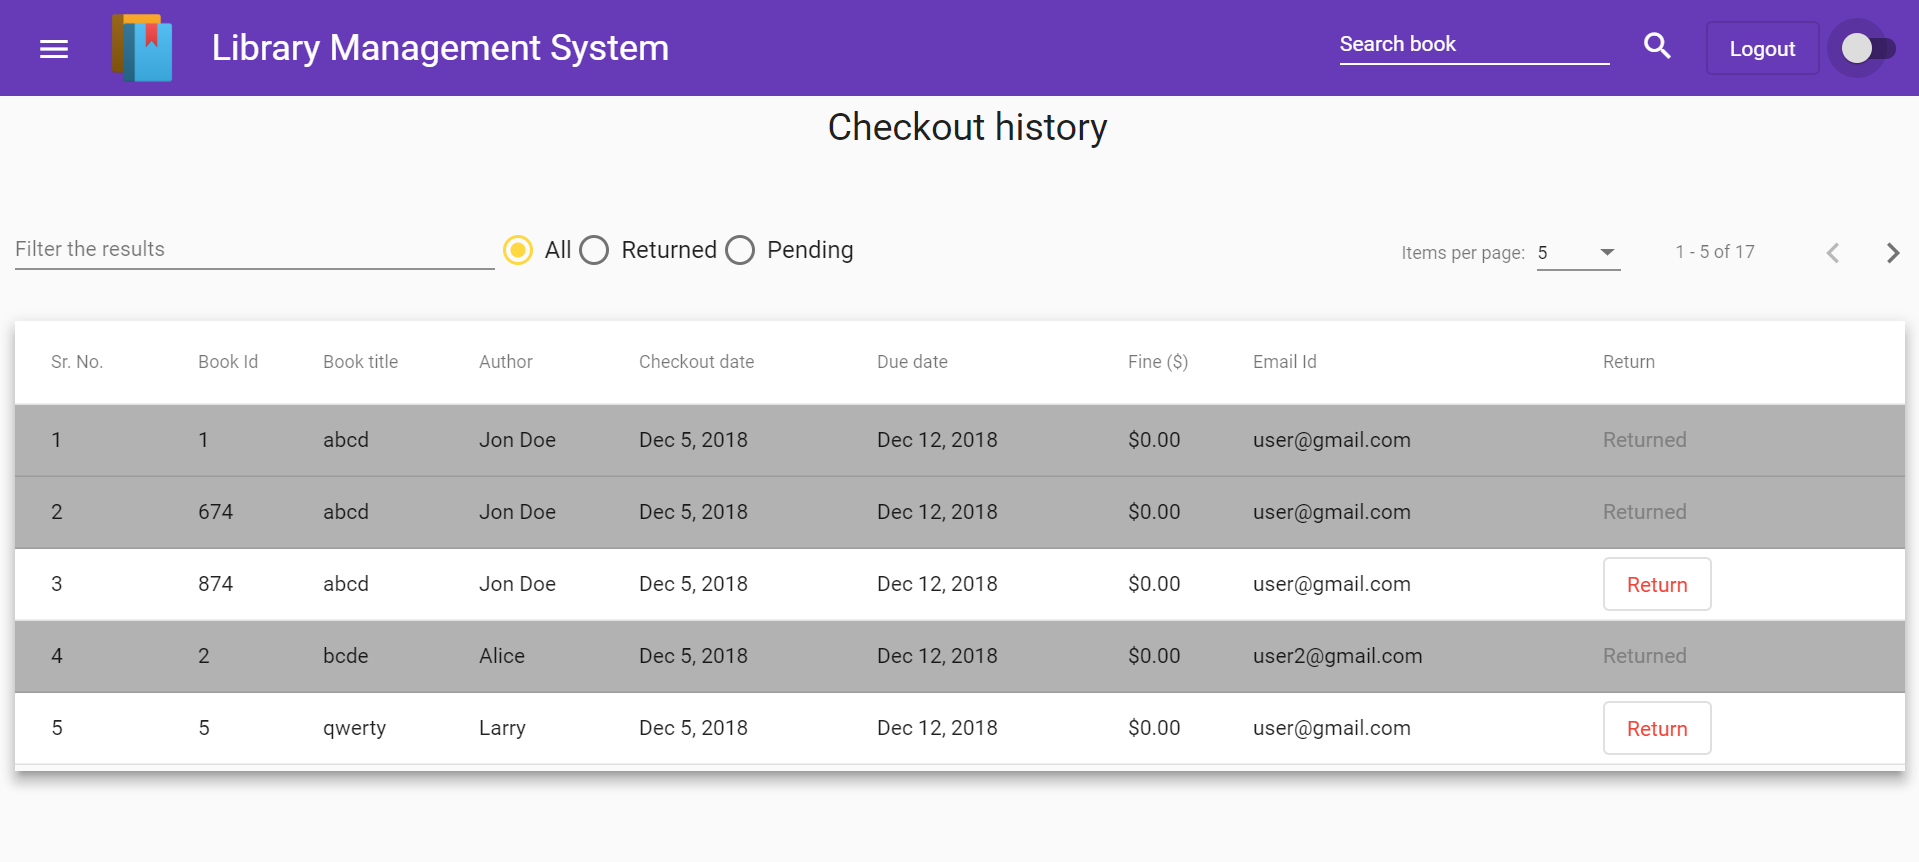 Library Management System Search book Logout
Checkout history
Filter the results All Returned Pending Items per page: 5 1 - 5 of 17
Sr. No. Book Id Book title Author Checkout date Due date Fine ($) Email Id Return
1 1 abcd Jon Doe Dec 5, 2018 Dec 12, 2018 $0.00 user@gmail.com Returned
2 674 abcd Jon Doe Dec 5, 2018 Dec 12, 2018 $0.00 user@gmail.com Returned
3 874 abcd Jon Doe Dec 5, 2018 Dec 12, 2018 $0.00 user@gmail.com Return
4 2 bcde Alice Dec 5, 2018 Dec 12, 2018 $0.00 user2@gmail.com Returned
5 5 qwerty Larry Dec 5, 2018 Dec 12, 2018 $0.00 user@gmail.com Return